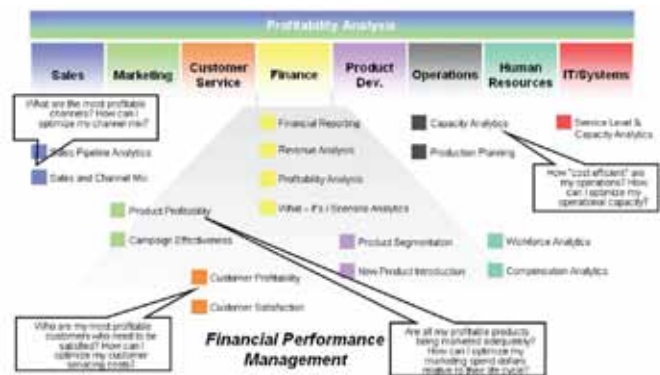 Profitability Analysis
Sales
Marketing
Customer
Service
Finance
Product
Dev.
Operations
Human
Resources
IT/Systems
What are the most profitable
channels? How can I
optimize my channel mix?
Sales Pipeline Analytics
Sales and Channel Mix
Financial Reporting
Revenue Analysis
Profitability Analysis
What – if's / Scenario Analytics
Capacity Analytics
Production Planning
Service Level &
Capacity Analytics
How "cost efficient" are
my operations? How
can I optimize my
operational capacity?
Product Profitability
Campaign Effectiveness
Product Segmentation
New Product Introduction
Workforce Analytics
Compensation Analytics
Customer Profitability
Customer Satisfaction
Who are my most profitable
customers who need to be
satisfied? How can I
optimize my customer
servicing costs?
Financial Performance
Management
Are all my profitable products
being marketed adequately?
How can I optimize my
marketing spend dollars
relative to their life cycle?